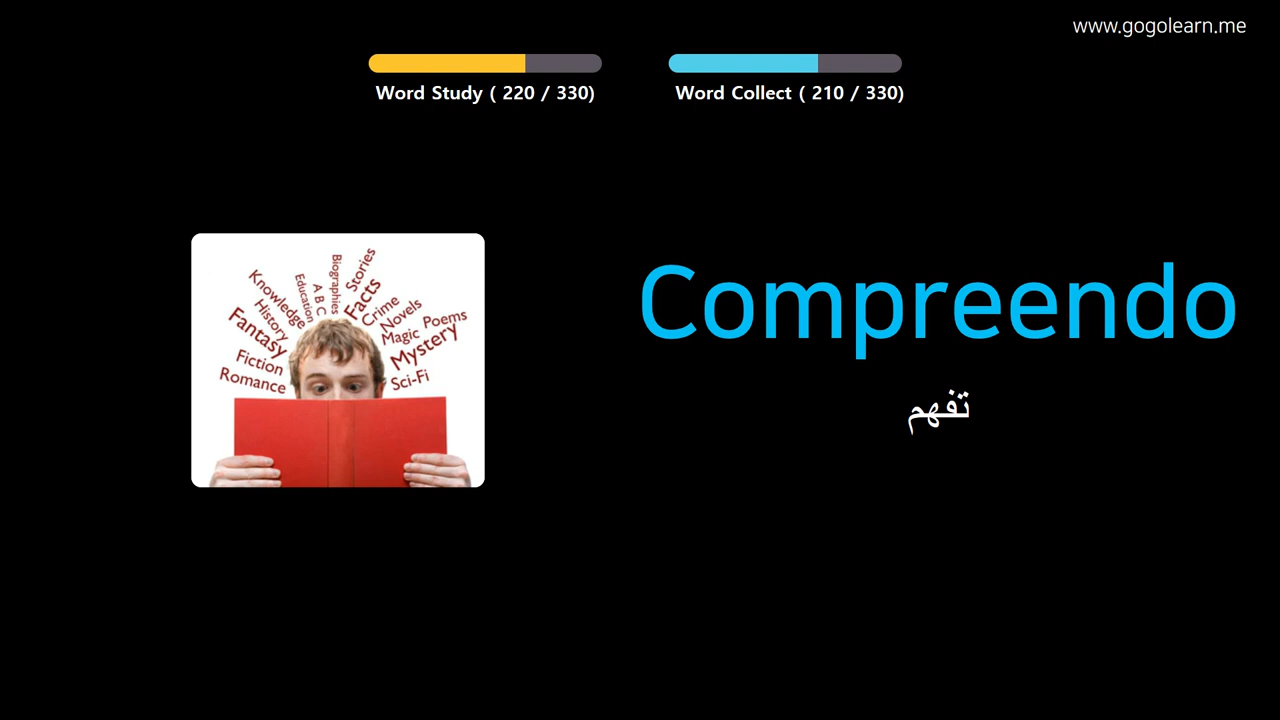 www.gogolearn.me
Word Study ( 220 / 330)
Word Collect ( 210 / 330)
Compreendo
تفهم
Stories
Biographies
Facts
A B C
Education
Knowledge
Crime
History
Novels
Poems
Fantasy
Magic
Mystery
Fiction
Romance
Sci-Fi